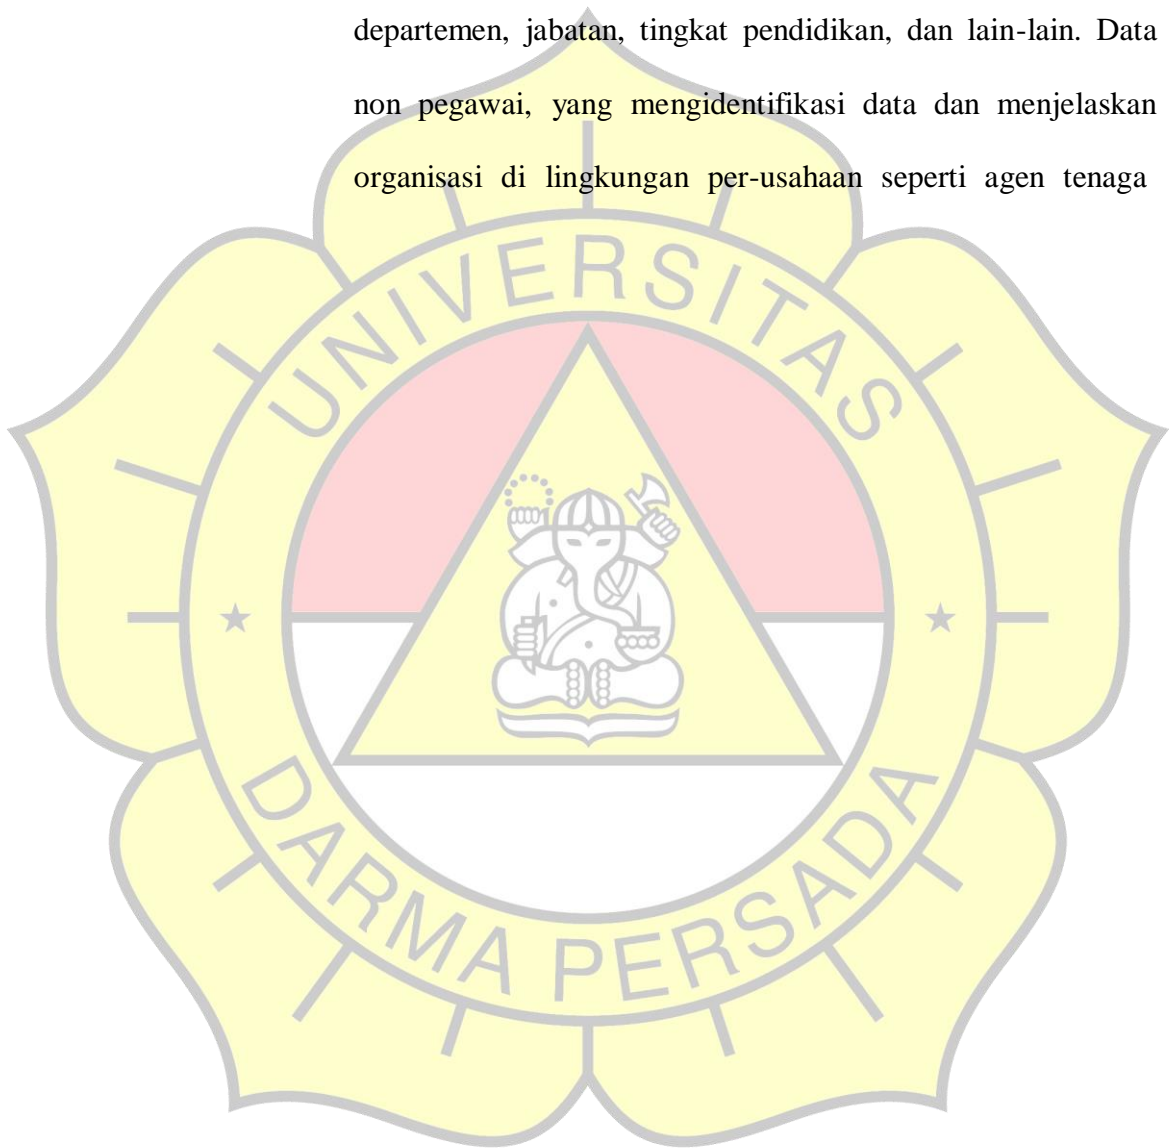 departemen, jabatan, tingkat pendidikan, dan lain-lain. Data
non pegawai, yang mengidentifikasi data dan menjelaskan
organisasi di lingkungan per-usahaan seperti agen tenaga
UNIVERSITAS
DARMA PERSADA